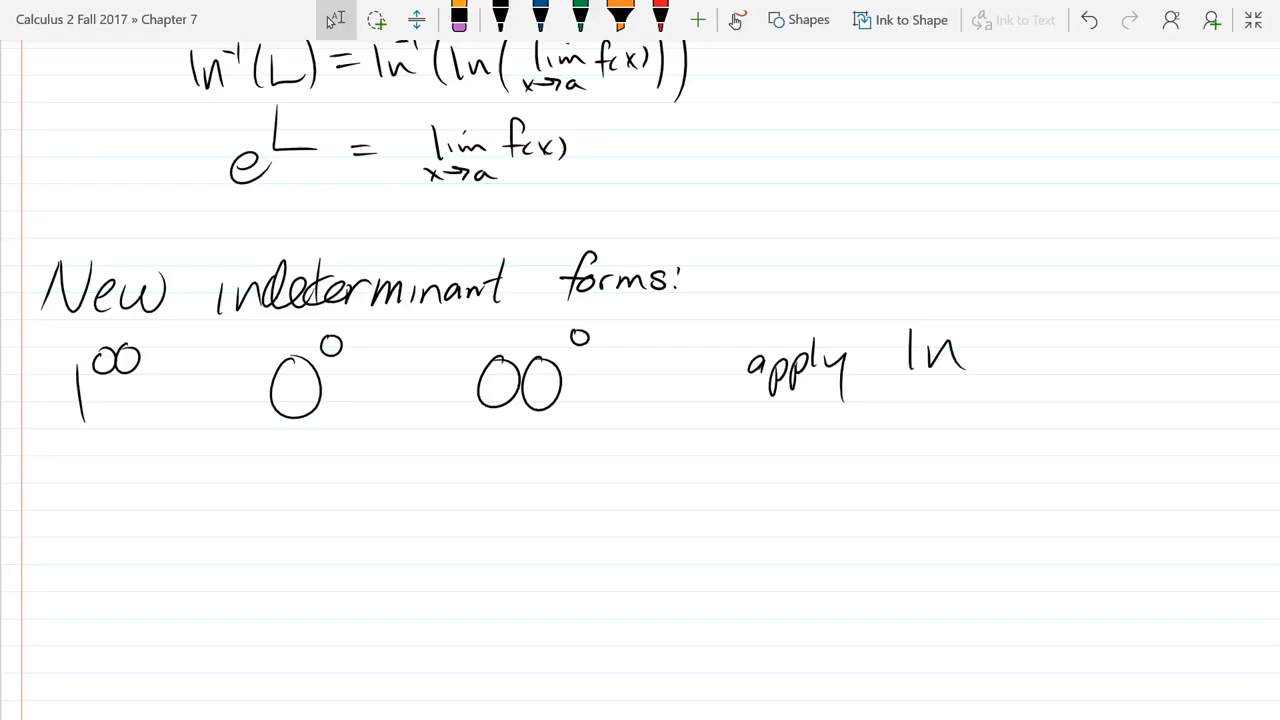 Calculus 2 Fall 2017 » Chapter 7
Shapes
Ink to Shape
Ink to Text
ln⁻¹(L) = ln⁻¹(ln(lim x→a f(x)))
e^L = lim x→a f(x)
New indeterminant forms:
1^∞ 0^0 ∞^0 apply ln